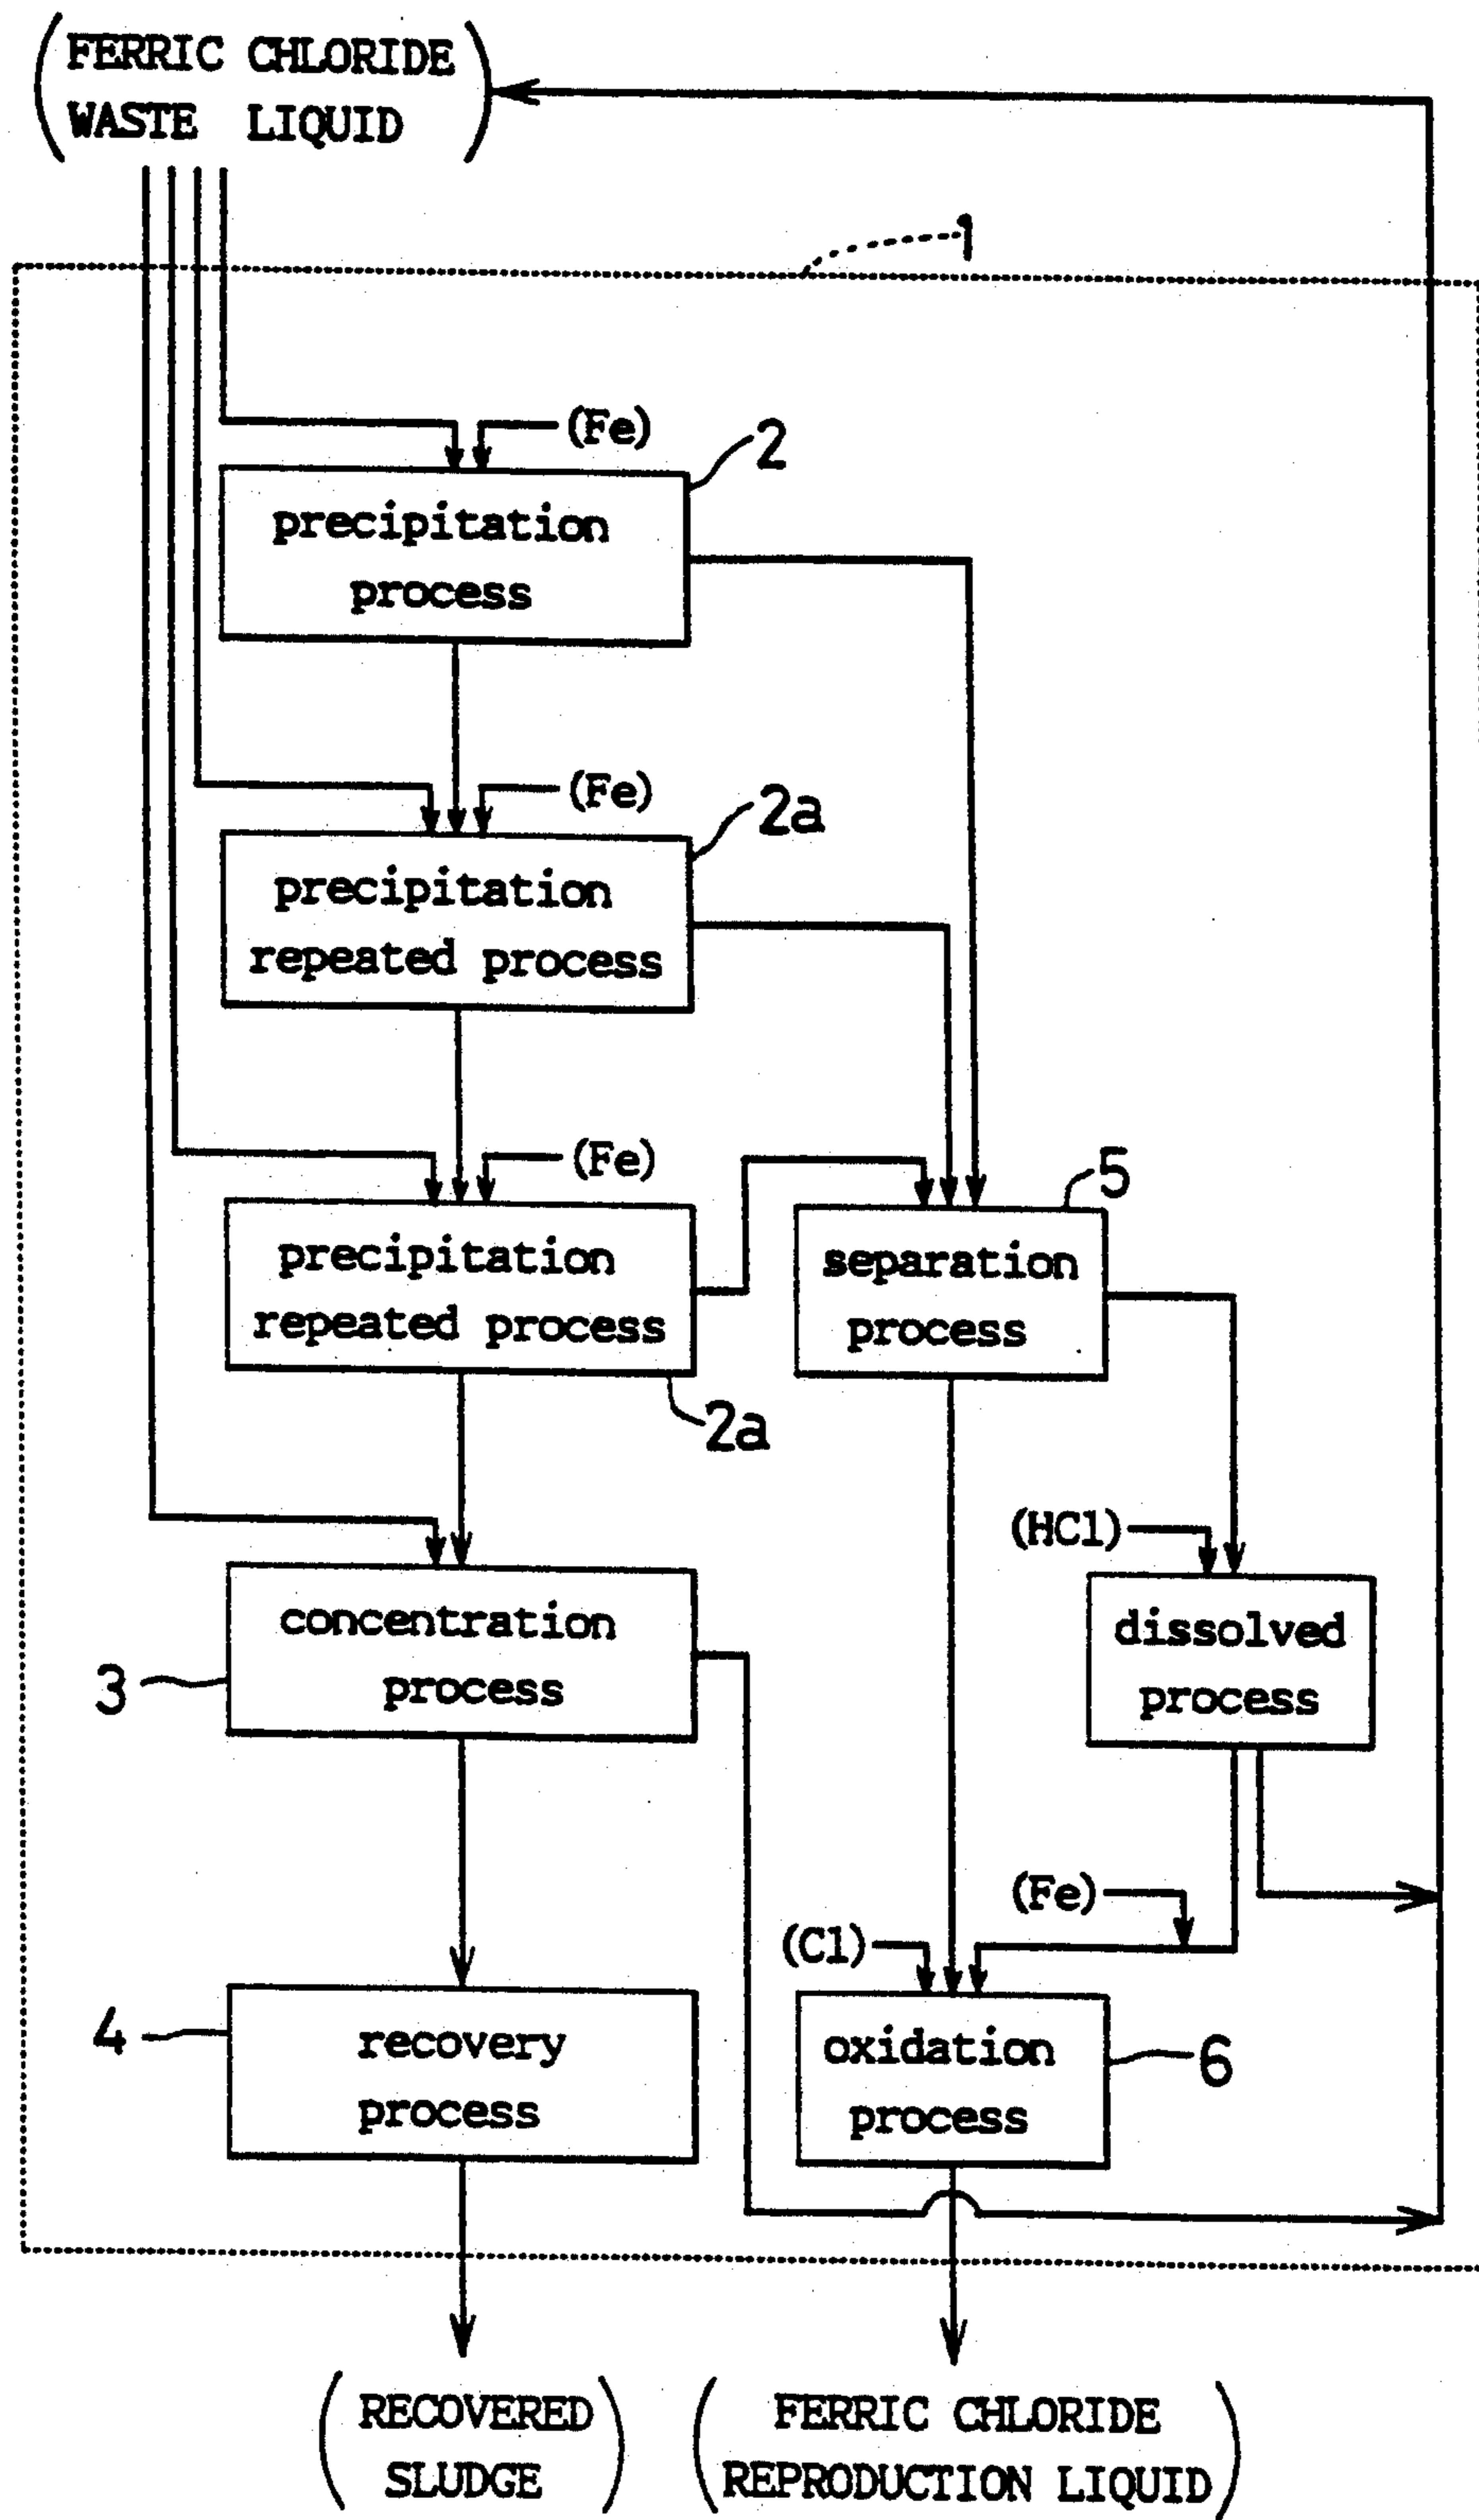 FERRIC CHLORIDE
WASTE LIQUID
1
(Fe)
2
precipitation
process
(Fe)
2a
precipitation
repeated process
(Fe)
precipitation
repeated process
2a
5
separation
process
(HCl)
dissolved
process
concentration
process
3
(Fe)
(Cl)
4
recovery
process
oxidation
process
6
(RECOVERED
SLUDGE)
(FERRIC CHLORIDE
REPRODUCTION LIQUID)